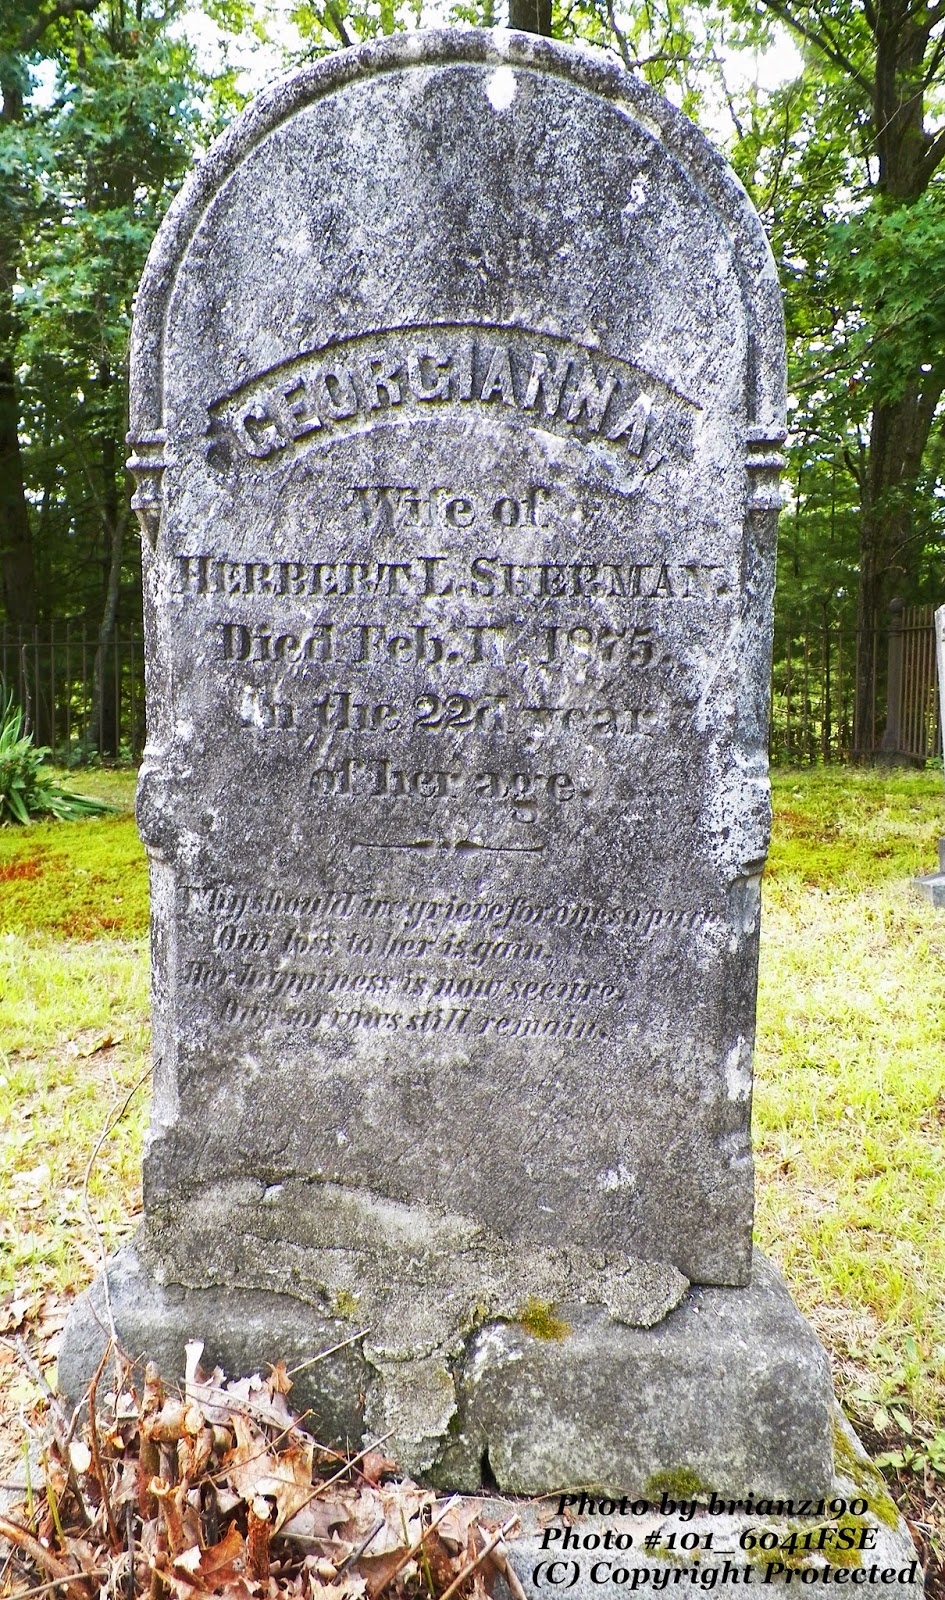 GEORGIANNA,
Wife of
HERBERT L. SHERMAN.
Died Feb. 17, 1875.
In the 22d year
of her age.
Why should we grieve for one so pure,
Our loss to her is gain,
Her happiness is now secure,
Our sorrows still remain.
Photo by brianz190
Photo #101_6041FSE
(C) Copyright Protected